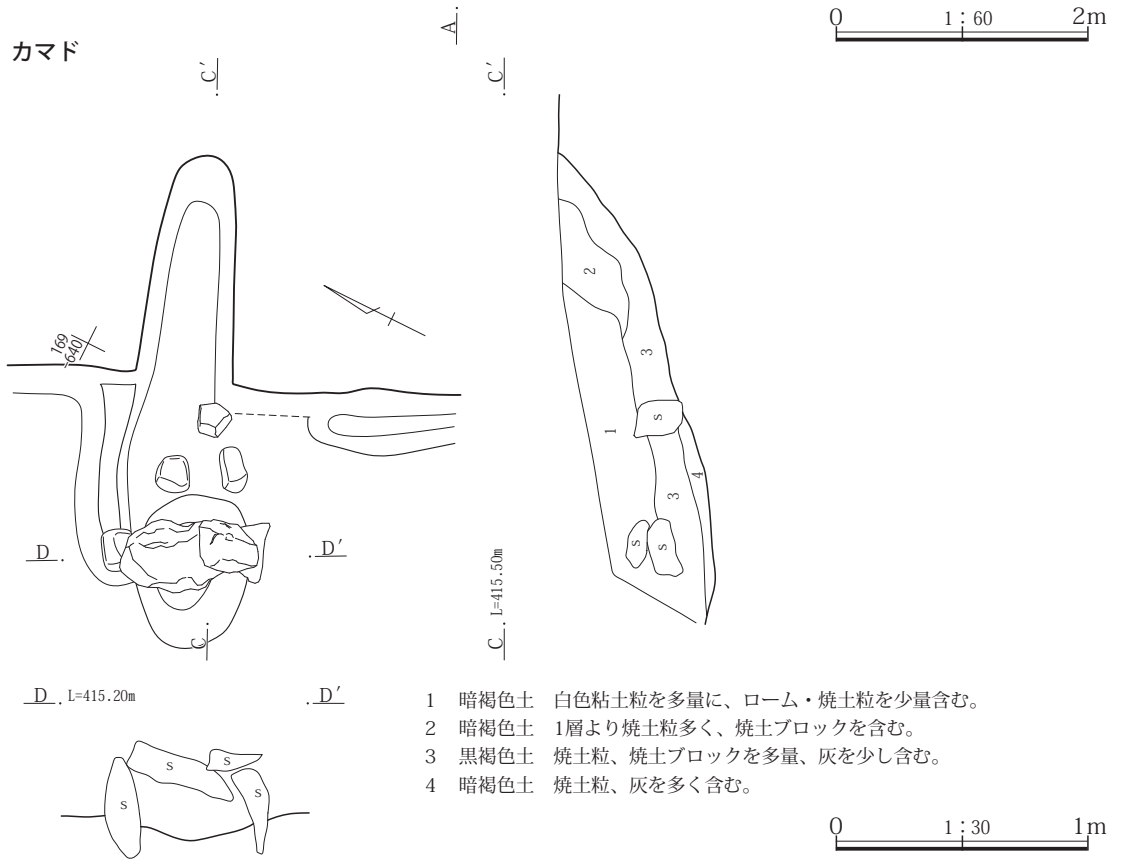 カマド
A
0 1:60 2m
C′
C′
169
-640
2
3
1
S
4
3
S
S
D
D′
C
C L=415.50m
D L=415.20m
D′
S
S
S
S
1 暗褐色土 白色粘土粒を多量に、ローム・焼土粒を少量含む。
2 暗褐色土 1層より焼土粒多く、焼土ブロックを含む。
3 黒褐色土 焼土粒、焼土ブロックを多量、灰を少し含む。
4 暗褐色土 焼土粒、灰を多く含む。
0 1:30 1m